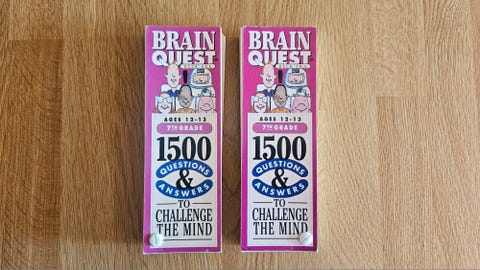 BRAIN
QUEST
AGES 12-13
7TH GRADE
1500
QUESTIONS
&
ANSWERS
TO
CHALLENGE
THE MIND
BRAIN
QUEST
AGES 12-13
7TH GRADE
1500
QUESTIONS
&
ANSWERS
TO
CHALLENGE
THE MIND